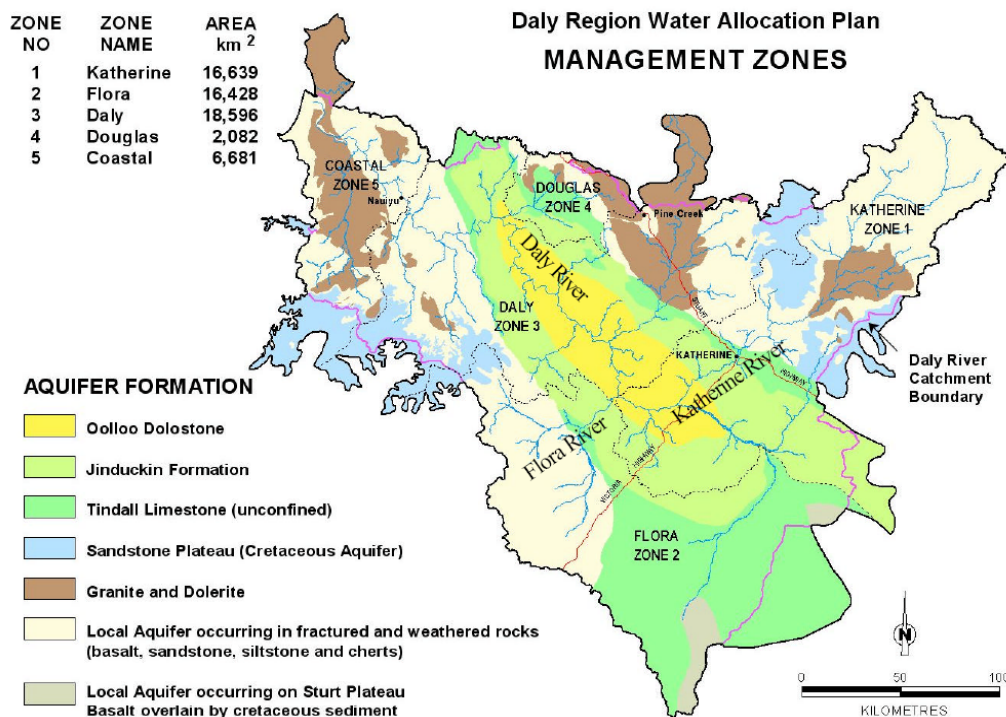 Daly Region Water Allocation Plan
MANAGEMENT ZONES
ZONE NO ZONE NAME AREA km 2
1 Katherine 16,639
2 Flora 16,428
3 Daly 18,596
4 Douglas 2,082
5 Coastal 6,681
COASTAL
ZONE 5
Nauiyu
DOUGLAS
ZONE 4
Pine Creek
KATHERINE
ZONE 1
Daly River
DALY
ZONE 3
STUART
KATHERINE
HIGHWAY
Katherine River
Daly River
Catchment
Boundary
Flora River
VICTORIA
HIGHWAY
FLORA
ZONE 2
AQUIFER FORMATION
Oolloo Dolostone
Jinduckin Formation
Tindall Limestone (unconfined)
Sandstone Plateau (Cretaceous Aquifer)
Granite and Dolerite
Local Aquifer occurring in fractured and weathered rocks
(basalt, sandstone, siltstone and cherts)
Local Aquifer occurring on Sturt Plateau
Basalt overlain by cretaceous sediment
N
0 50 100
KILOMETRES